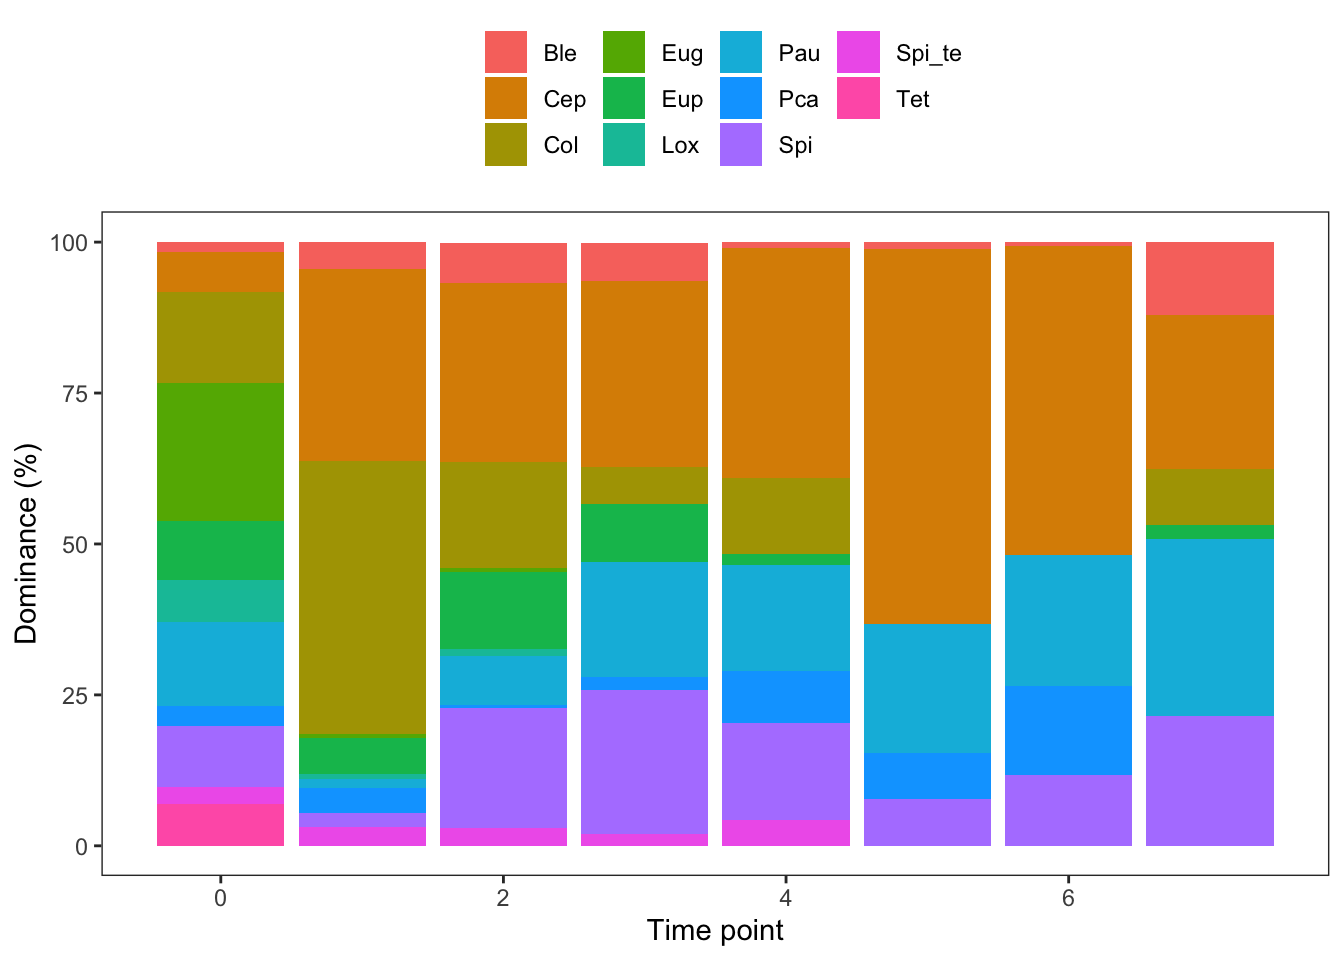 Ble Eug Pau Spi_te
Cep Eup Pca Tet
Col Lox Spi
100
75
50
25
0
Dominance (%)
0 2 4 6
Time point